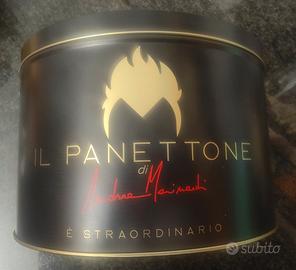 IL PANETTONE
di
Andrea Mainardi
È STRAORDINARIO
subito